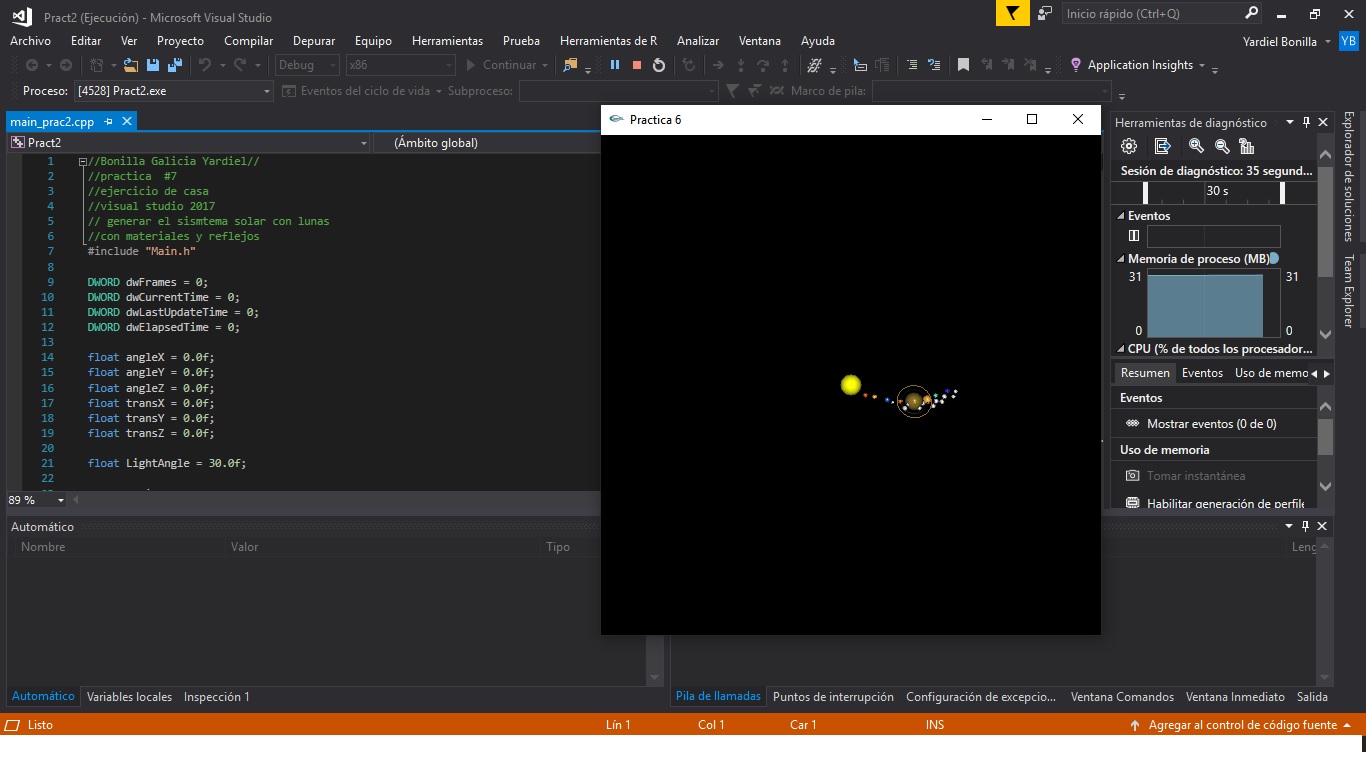 Pract2 (Ejecución) - Microsoft Visual Studio
Inicio rápido (Ctrl+Q)
Archivo Editar Ver Proyecto Compilar Depurar Equipo Herramientas Prueba Herramientas de R Analizar Ventana Ayuda
Yardiel Bonilla YB
Debug x86 Continuar Application Insights
Proceso: [4528] Pract2.exe Eventos del ciclo de vida Subproceso: Marco de pila:
main_prac2.cpp
Pract2 (Ámbito global)
1 //Bonilla Galicia Yardiel//
2 //practica #7
3 //ejercicio de casa
4 //visual studio 2017
5 // generar el sismtema solar con lunas
6 //con materiales y reflejos
7 #include "Main.h"
8
9 DWORD dwFrames = 0;
10 DWORD dwCurrentTime = 0;
11 DWORD dwLastUpdateTime = 0;
12 DWORD dwElapsedTime = 0;
13
14 float angleX = 0.0f;
15 float angleY = 0.0f;
16 float angleZ = 0.0f;
17 float transX = 0.0f;
18 float transY = 0.0f;
19 float transZ = 0.0f;
20
21 float LightAngle = 30.0f;
22
89 %
Practica 6
Herramientas de diagnóstico
Sesión de diagnóstico: 35 segund...
30 s
Eventos
Memoria de proceso (MB)
31 31
0 0
CPU (% de todos los procesador...
Resumen Eventos Uso de memo
Eventos
Mostrar eventos (0 de 0)
Uso de memoria
Tomar instantánea
Habilitar generación de perfile
Explorador de soluciones
Team Explorer
Automático
Nombre Valor Tipo
Leng
Automático Variables locales Inspección 1
Pila de llamadas Puntos de interrupción Configuración de excepcio... Ventana Comandos Ventana Inmediato Salida
Listo Lín 1 Col 1 Car 1 INS Agregar al control de código fuente